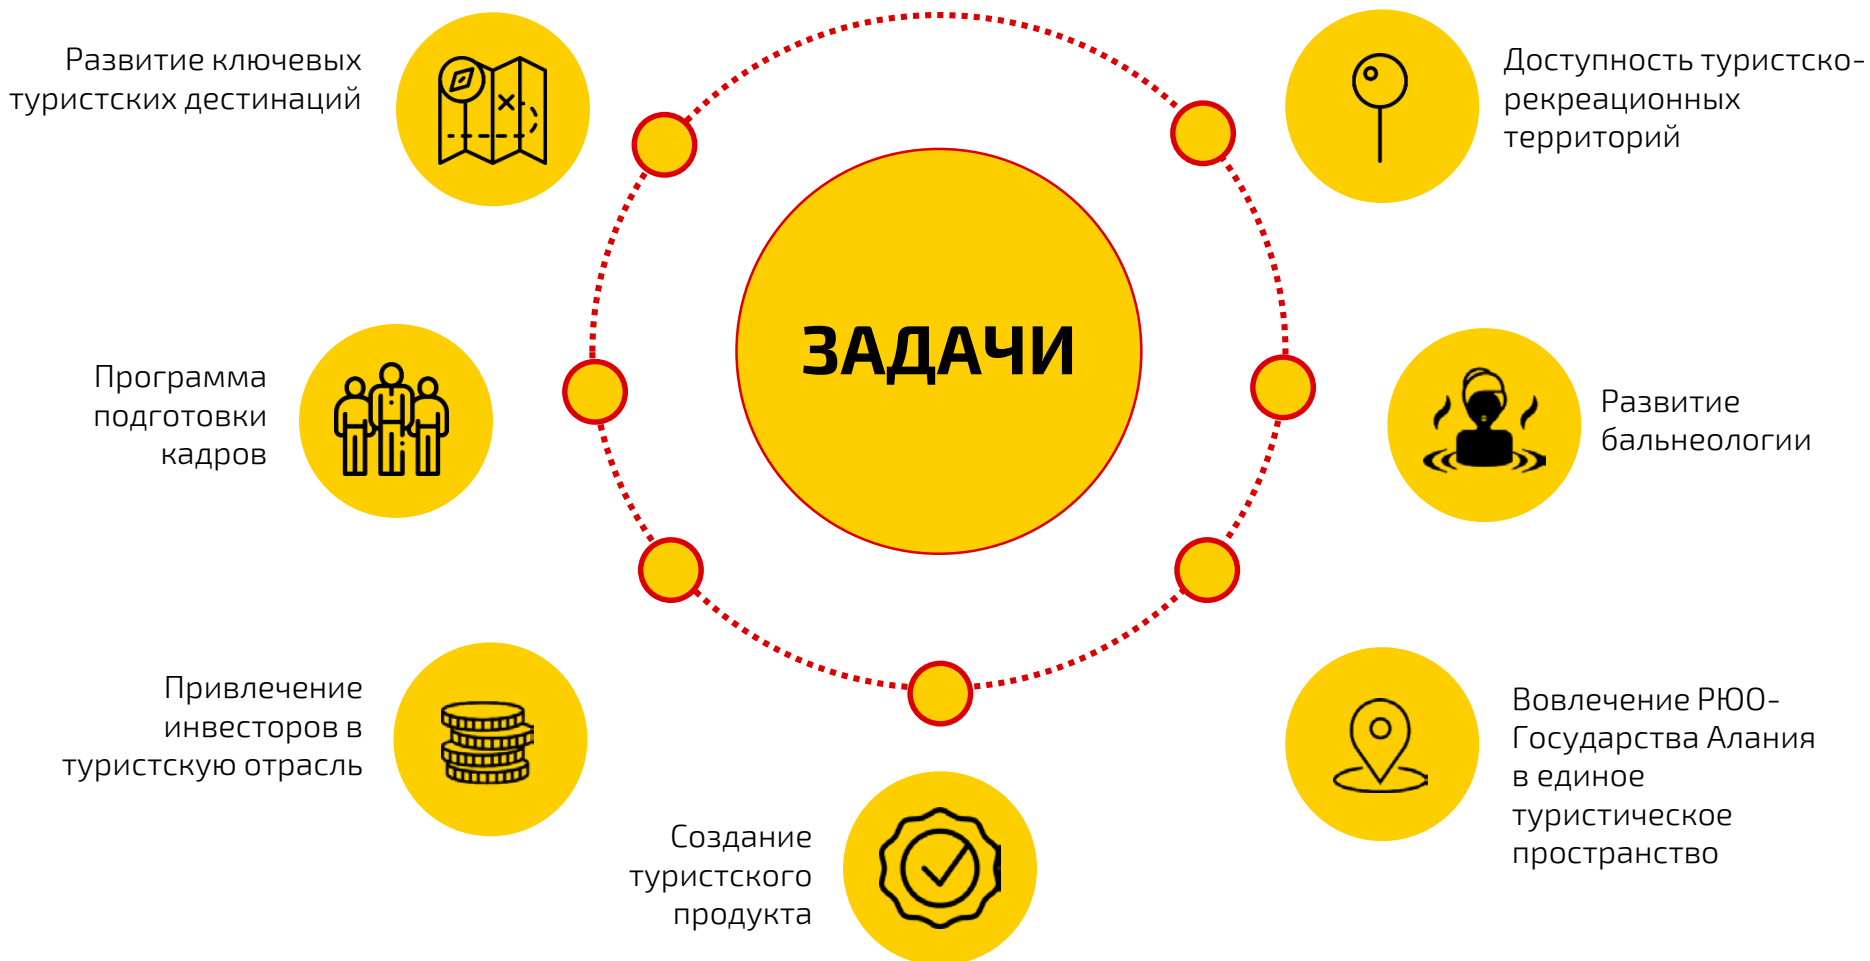 Развитие ключевых
туристских дестинаций
Доступность туристско-
рекреационных
территорий
ЗАДАЧИ
Программа
подготовки
кадров
Развитие
бальнеологии
Привлечение
инвесторов в
туристскую отрасль
Вовлечение РЮО-
Государства Алания
в единое
туристическое
пространство
Создание
туристского
продукта